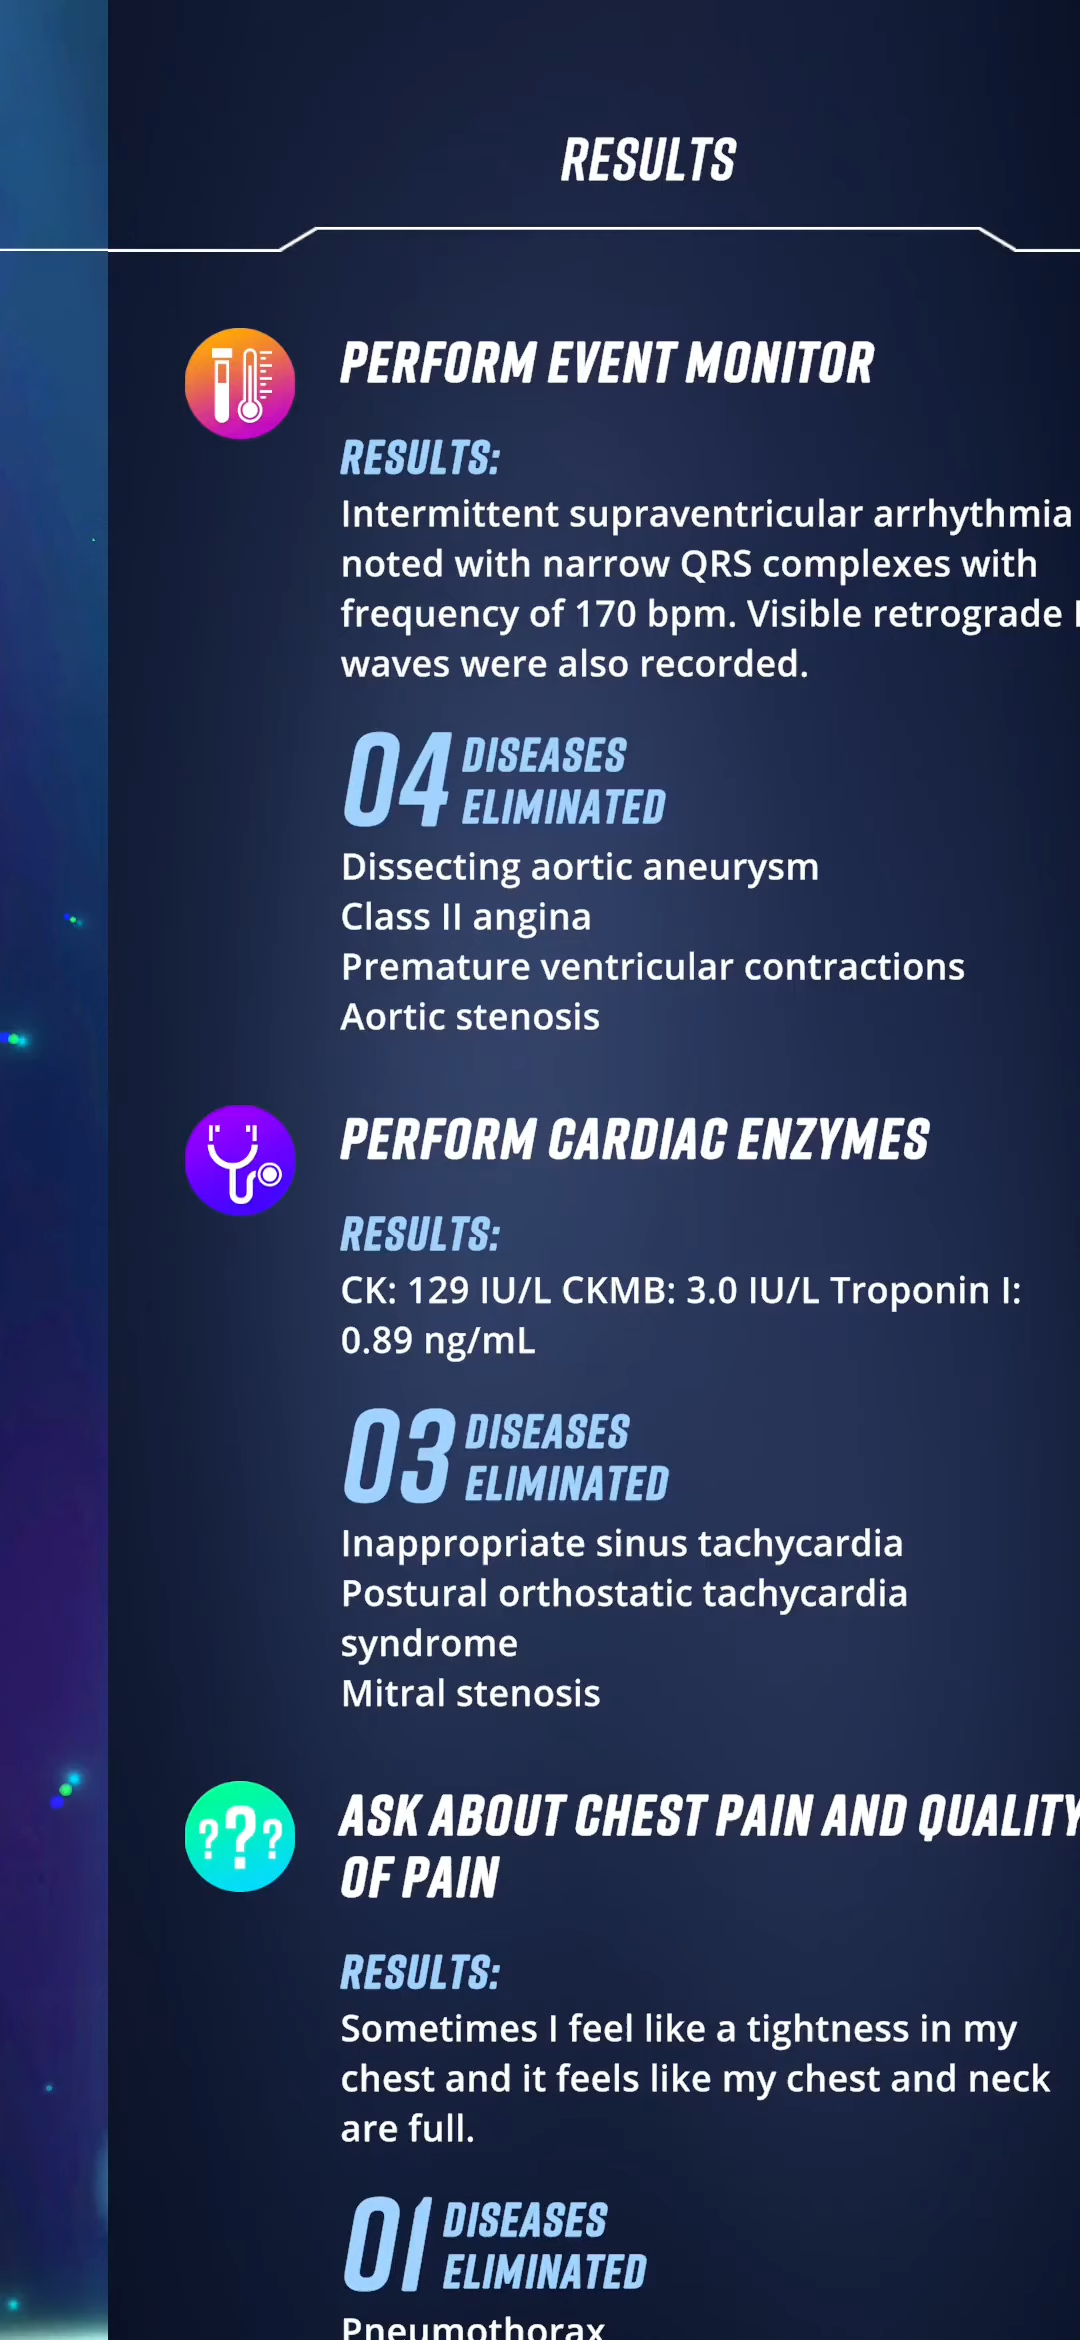 RESULTS
PERFORM EVENT MONITOR
RESULTS:
Intermittent supraventricular arrhythmia
noted with narrow QRS complexes with
frequency of 170 bpm. Visible retrograde
waves were also recorded.
04 DISEASES
ELIMINATED
Dissecting aortic aneurysm
Class II angina
Premature ventricular contractions
Aortic stenosis
PERFORM CARDIAC ENZYMES
RESULTS:
CK: 129 IU/L CKMB: 3.0 IU/L Troponin I:
0.89 ng/mL
03 DISEASES
ELIMINATED
Inappropriate sinus tachycardia
Postural orthostatic tachycardia
syndrome
Mitral stenosis
???
ASK ABOUT CHEST PAIN AND QUALITY
OF PAIN
RESULTS:
Sometimes I feel like a tightness in my
chest and it feels like my chest and neck
are full.
01 DISEASES
ELIMINATED
Pneumothorax